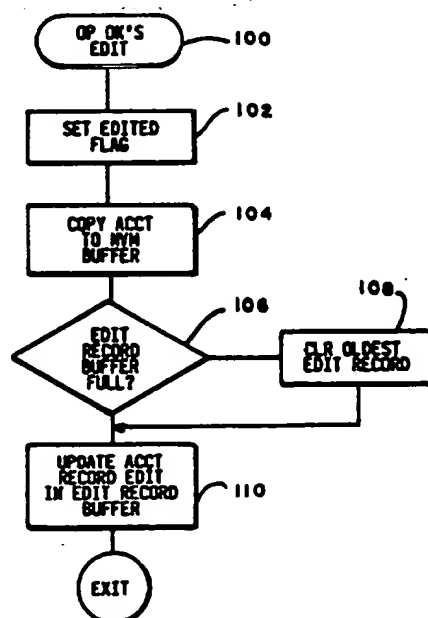 OP OK'S
EDIT
100
SET EDITED
FLAG
102
COPY ACCT
TO NVM
BUFFER
104
EDIT
RECORD
BUFFER
FULL?
106
CLR OLDEST
EDIT RECORD
108
UPDATE ACCT
RECORD EDIT
IN EDIT RECORD
BUFFER
110
EXIT